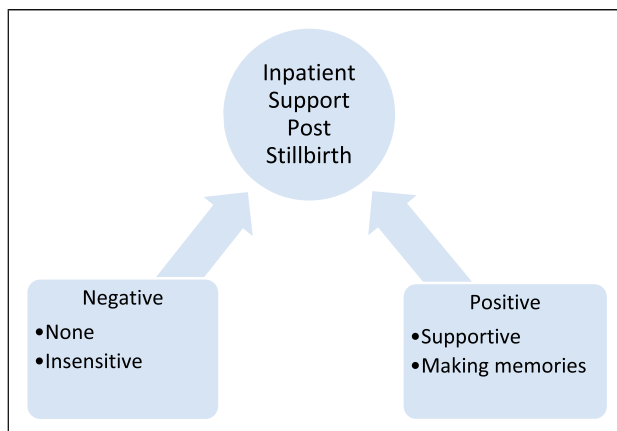 Inpatient
Support
Post
Stillbirth
Negative
•None
•Insensitive
Positive
•Supportive
•Making memories